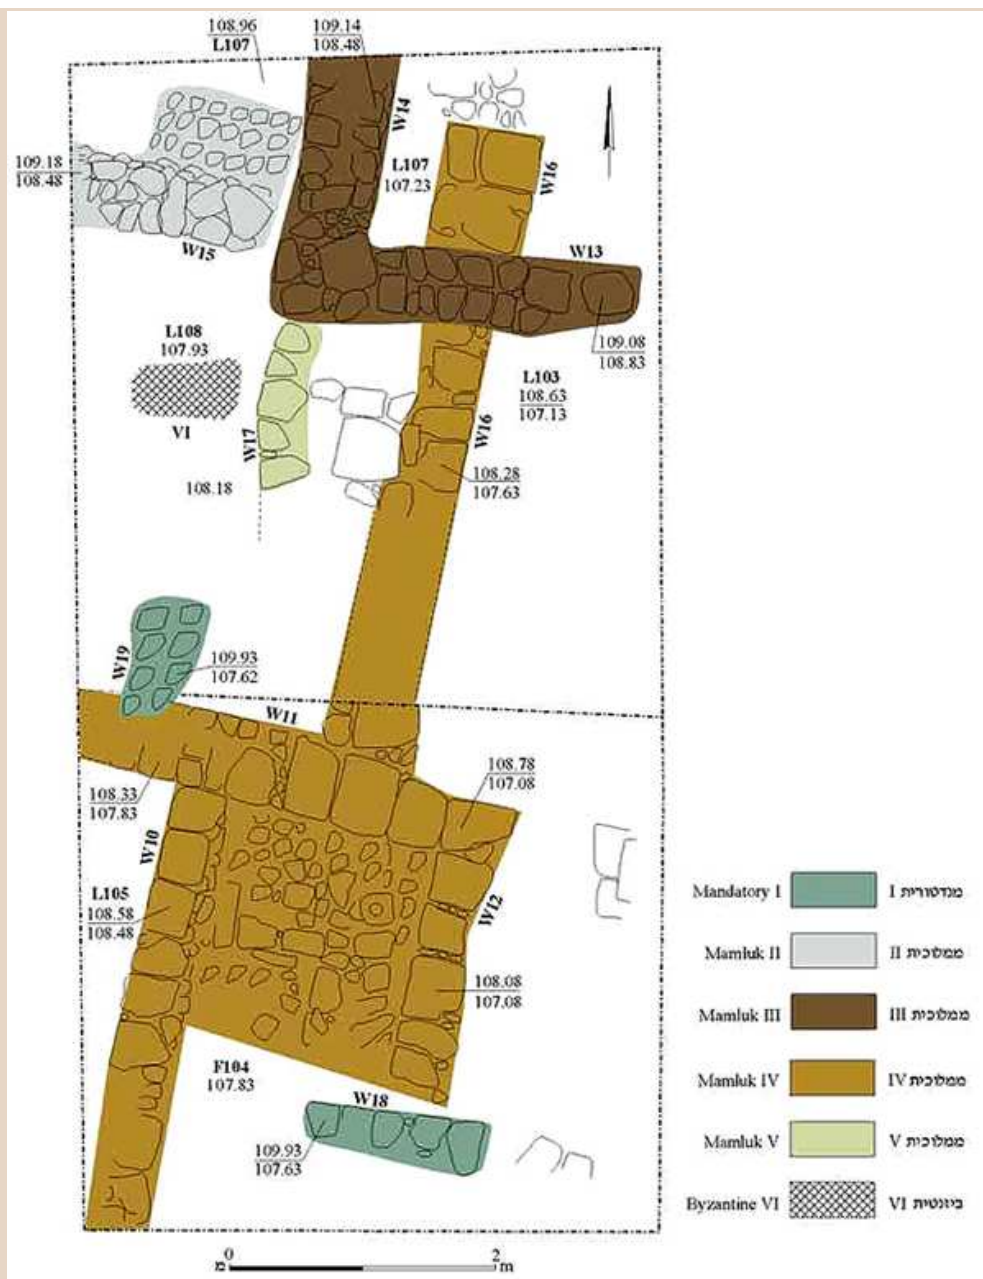 108.96
L107
109.14
108.48
W14
L107
107.23
W16
109.18
108.48
W15
W13
L108
107.93
109.08
108.83
L103
108.63
107.13
VI
W17
W16
108.18
108.28
107.63
W19
109.93
107.62
W11
108.78
107.08
108.33
107.83
W10
L105
108.58
108.48
W12
108.08
107.08
F104
107.83
W18
109.93
107.63
Mandatory I מנדטורית I
Mamluk II ממלוכית II
Mamluk III ממלוכית III
Mamluk IV ממלוכית IV
Mamluk V ממלוכית V
Byzantine VI ביזנטית VI
0 2
מ m